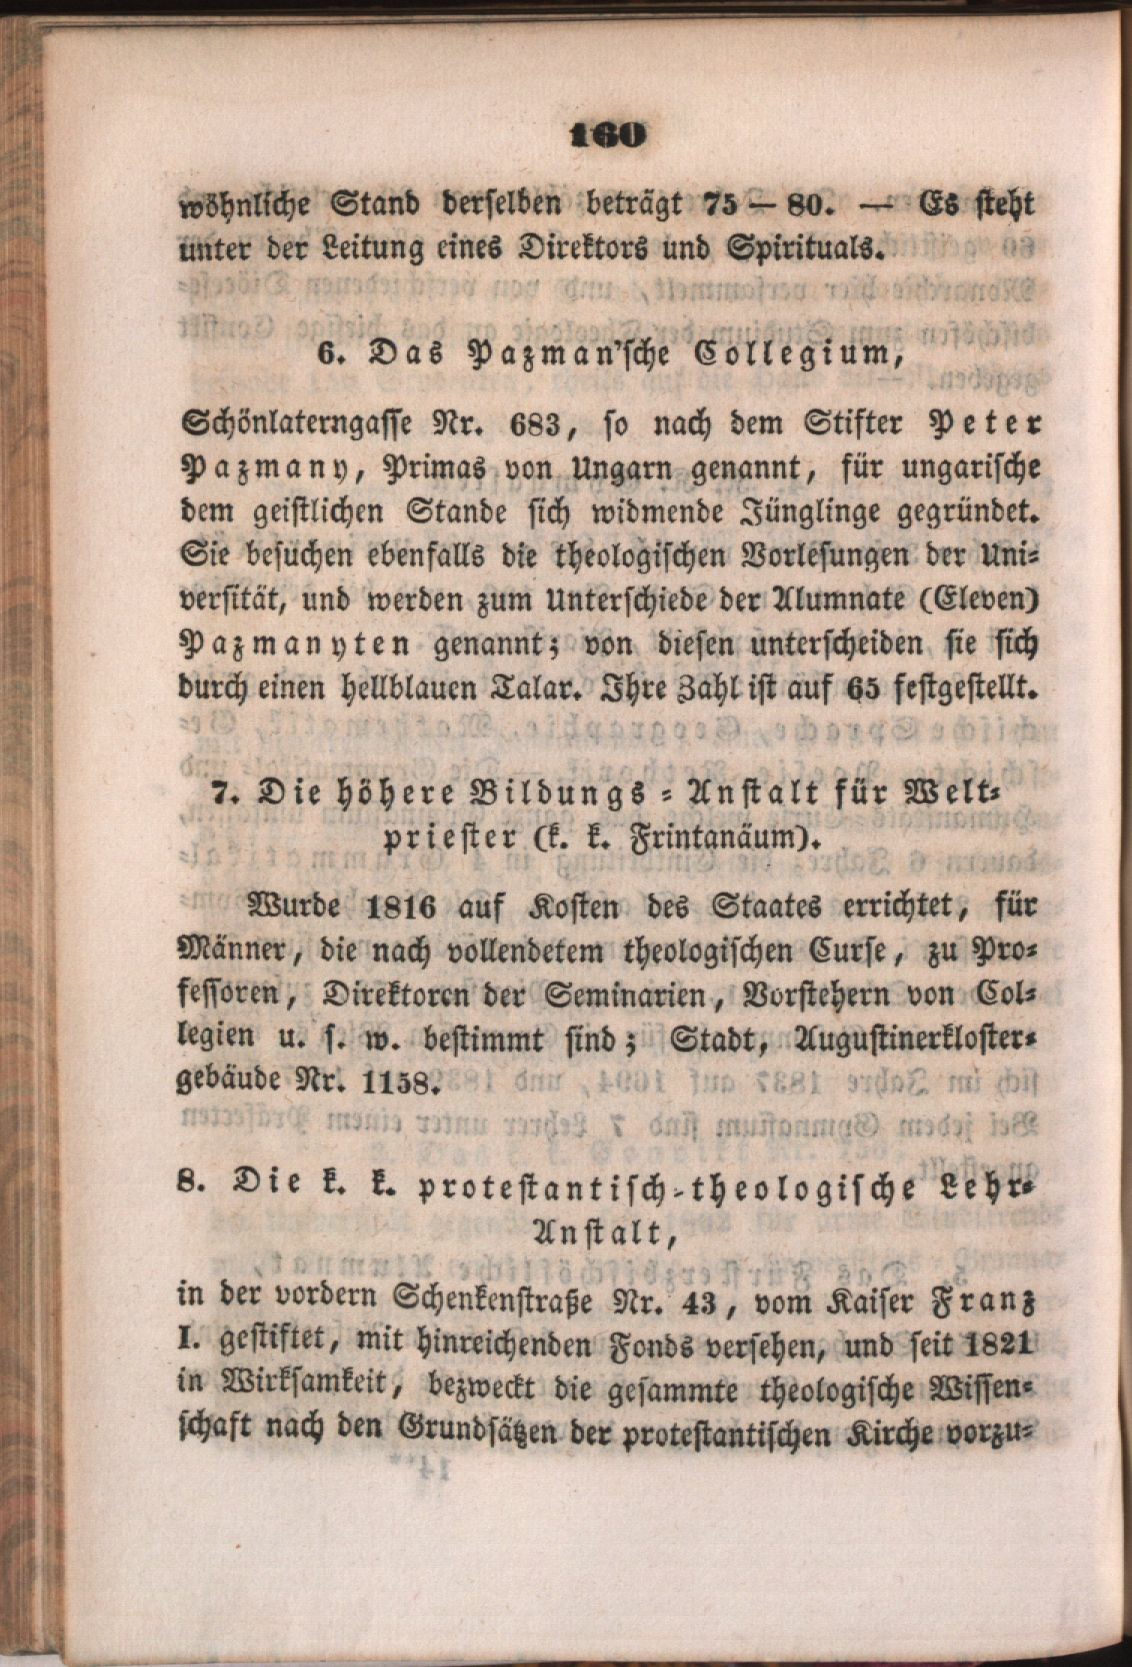 160
wöhnliche Stand derselben beträgt 75 — 80. — Es steht
unter der Leitung eines Direktors und Spirituals.
6. Das Pazman'sche Collegium,
Schönlaterngasse Nr. 683, so nach dem Stifter Peter
Pazmany, Primas von Ungarn genannt, für ungarische
dem geistlichen Stande sich widmende Jünglinge gegründet.
Sie besuchen ebenfalls die theologischen Vorlesungen der Uni-
versität, und werden zum Unterschiede der Alumnate (Eleven)
Pazmanyten genannt; von diesen unterscheiden sie sich
durch einen hellblauen Talar. Ihre Zahl ist auf 65 festgestellt.
7. Die höhere Bildungs-Anstalt für Welt-
priester (k. k. Frintanäum).
Wurde 1816 auf Kosten des Staates errichtet, für
Männer, die nach vollendetem theologischen Curse, zu Pro-
fessoren, Direktoren der Seminarien, Vorstehern von Col-
legien u. s. w. bestimmt sind; Stadt, Augustinerkloster-
gebäude Nr. 1158.
8. Die k. k. protestantisch-theologische Lehr-
Anstalt,
in der vordern Schenkenstraße Nr. 43, vom Kaiser Franz
I. gestiftet, mit hinreichenden Fonds versehen, und seit 1821
in Wirksamkeit, bezweckt die gesammte theologische Wissen-
schaft nach den Grundsätzen der protestantischen Kirche vorzu-